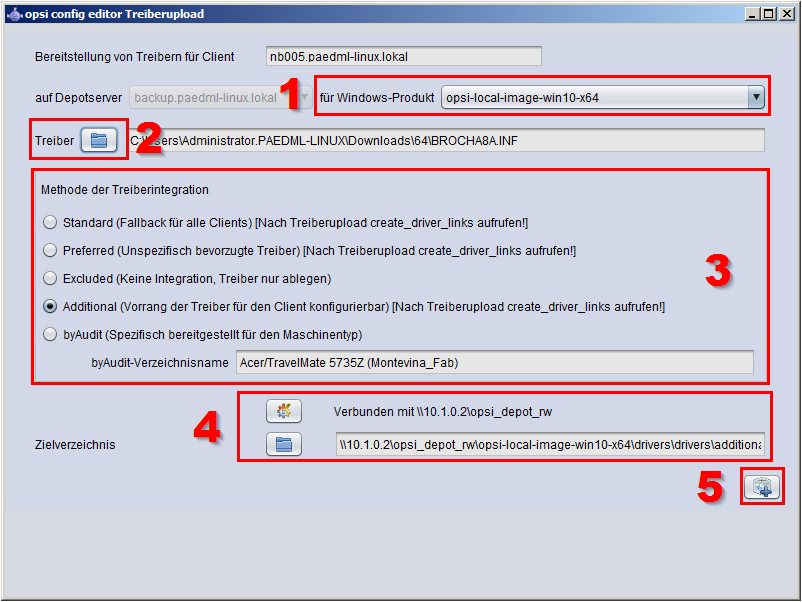 opsi config editor Treiberupload
Bereitstellung von Treibern für Client nb005.paedml-linux.lokal
auf Depotserver backup.paedml-linux.lokal 1 für Windows-Produkt opsi-local-image-win10-x64
Treiber 2 C:\Users\Administrator.PAEDML-LINUX\Downloads\64\BROCHA8A.INF
Methode der Treiberintegration
Standard (Fallback für alle Clients) [Nach Treiberupload create_driver_links aufrufen!]
Preferred (Unspezifisch bevorzugte Treiber) [Nach Treiberupload create_driver_links aufrufen!]
Excluded (Keine Integration, Treiber nur ablegen)
3
Additional (Vorrang der Treiber für den Client konfigurierbar) [Nach Treiberupload create_driver_links aufrufen!]
byAudit (Spezifisch bereitgestellt für den Maschinentyp)
byAudit-Verzeichnisname Acer/TravelMate 5735Z (Montevina_Fab)
4 Verbunden mit \\10.1.0.2\opsi_depot_rw
Zielverzeichnis \\10.1.0.2\opsi_depot_rw\opsi-local-image-win10-x64\drivers\drivers\additiona
5